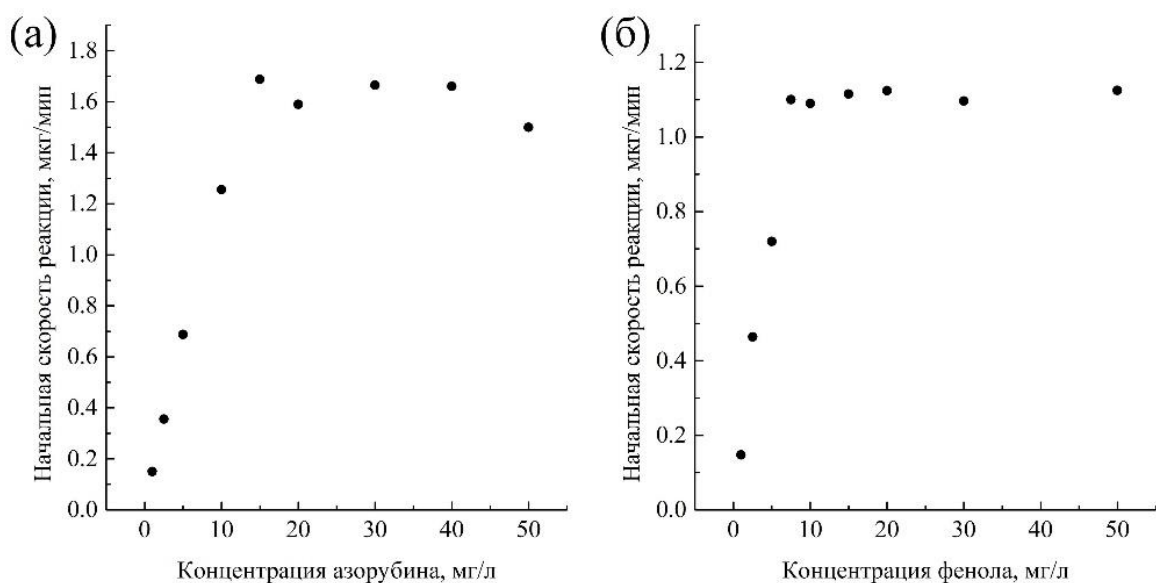 (а)
Начальная скорость реакции, мкг/мин
1.8
1.6
1.4
1.2
1.0
0.8
0.6
0.4
0.2
0.0
0 10 20 30 40 50
Концентрация азорубина, мг/л
(б)
Начальная скорость реакции, мкг/мин
1.2
1.0
0.8
0.6
0.4
0.2
0.0
0 10 20 30 40 50
Концентрация фенола, мг/л